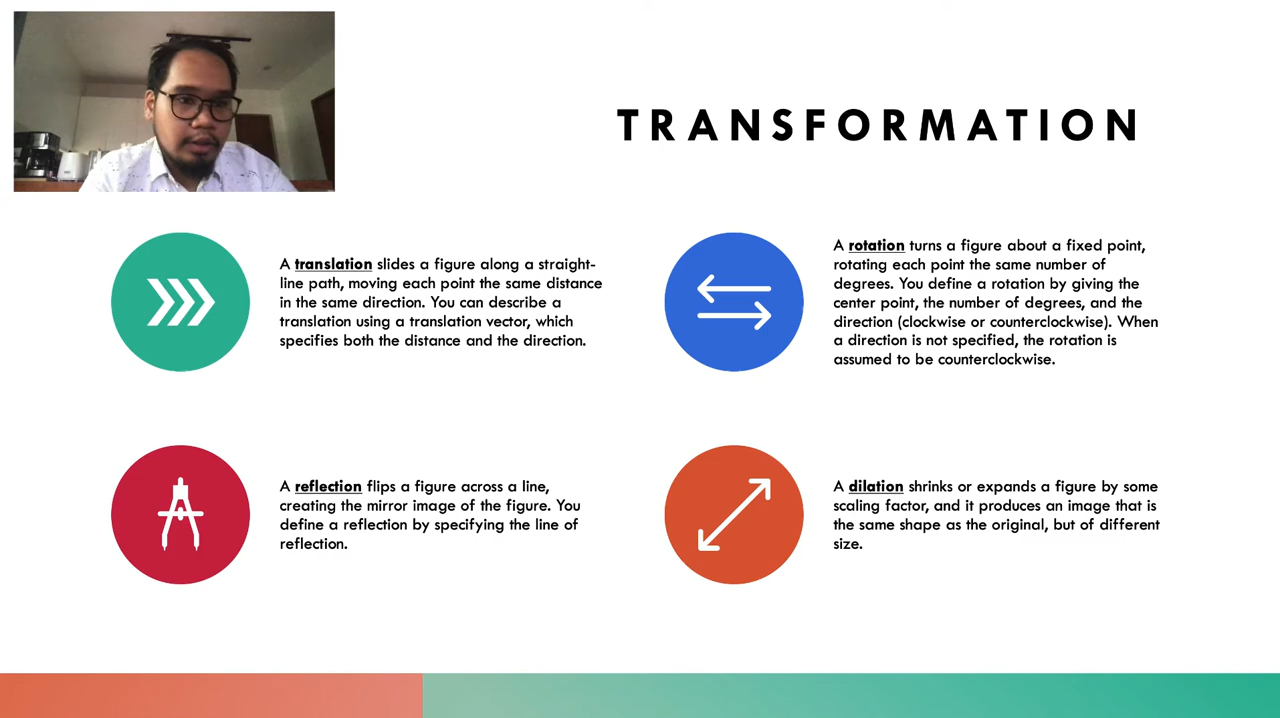 TRANSFORMATION
A translation slides a figure along a straight-
line path, moving each point the same distance
in the same direction. You can describe a
translation using a translation vector, which
specifies both the distance and the direction.
A rotation turns a figure about a fixed point,
rotating each point the same number of
degrees. You define a rotation by giving the
center point, the number of degrees, and the
direction (clockwise or counterclockwise). When
a direction is not specified, the rotation is
assumed to be counterclockwise.
A reflection flips a figure across a line,
creating the mirror image of the figure. You
define a reflection by specifying the line of
reflection.
A dilation shrinks or expands a figure by some
scaling factor, and it produces an image that is
the same shape as the original, but of different
size.